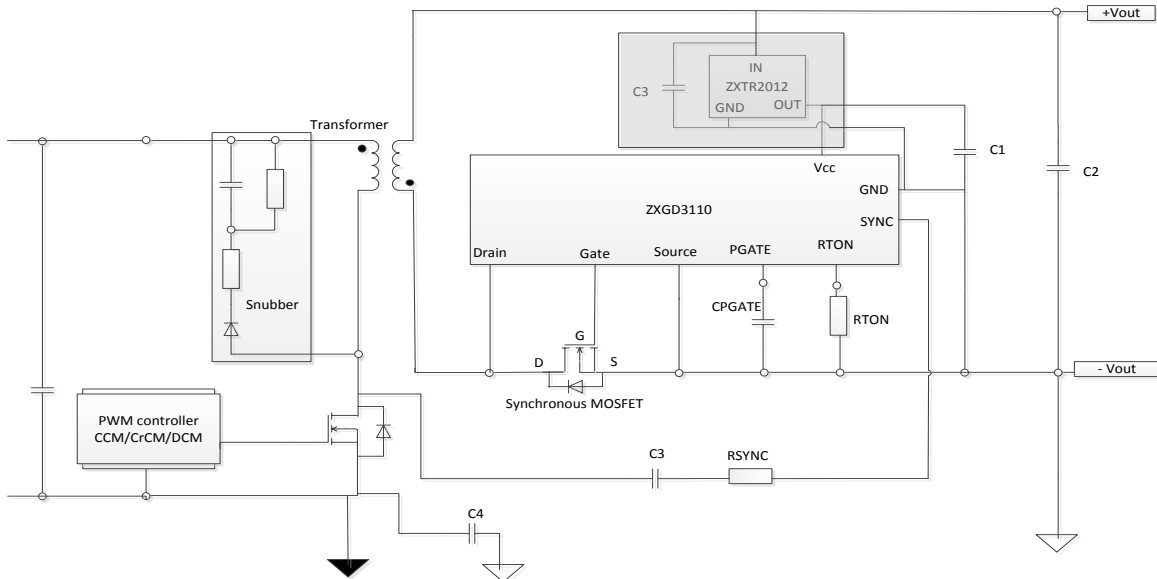 +Vout
IN
ZXTR2012
C3
GND
OUT
Transformer
Vcc
C1
GND
C2
ZXGD3110
SYNC
Drain
Gate
Source
PGATE
RTON
Snubber
CPGATE
RTON
G
D
S
- Vout
Synchronous MOSFET
PWM controller
CCM/CrCM/DCM
C3
RSYNC
C4